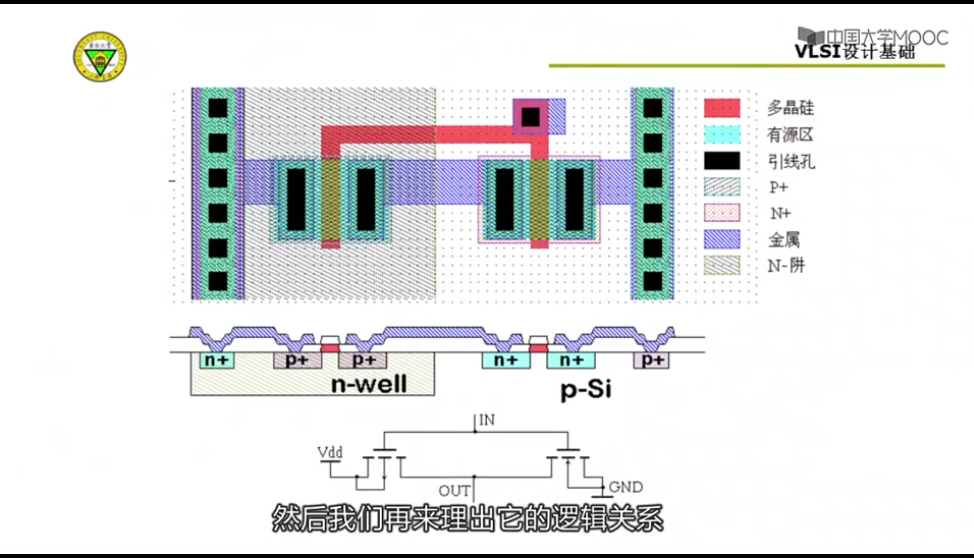 中国大学MOOC
VLSI设计基础
多晶硅
有源区
引线孔
P+
N+
金属
N-阱
n+ p+ p+ n+ n+ p+
n-well
p-Si
IN
Vdd
OUT
GND
然后我们再来理出它的逻辑关系